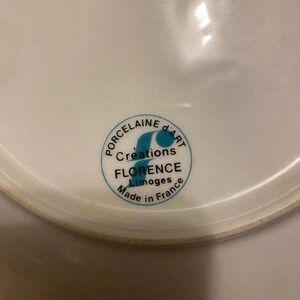 PORCELAINE d'ART
Créations
FLORENCE
Limoges
Made in France